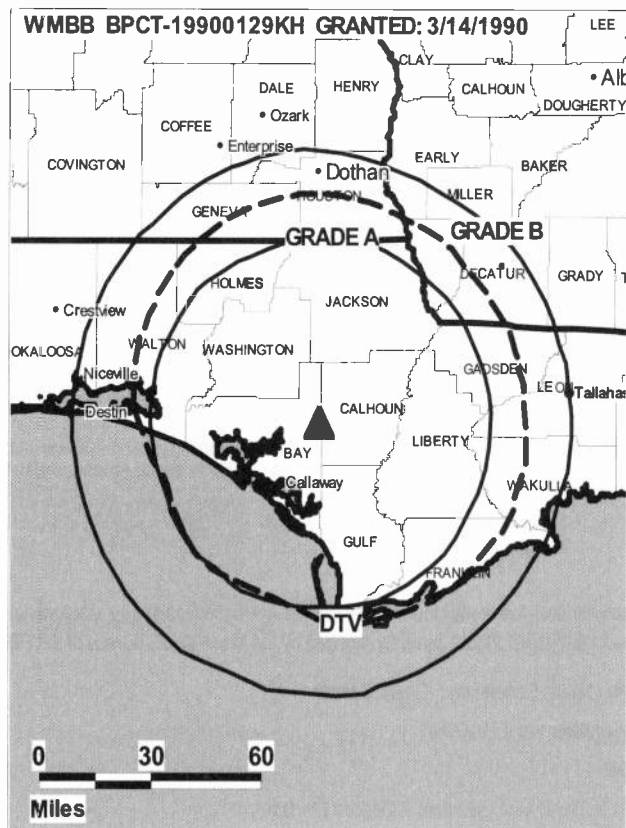 WMBB BPCT-19900129KH GRANTED: 3/14/1990
LEE
CLAY
Alb
DALE
HENRY
CALHOUN
DOUGHERTY
Ozark
COFFEE
Enterprise
EARLY
COVINGTON
BAKER
Dothan
MILLER
HOUSTON
GENEVA
GRADE A
GRADE B
DECATUR
GRADY
T
HOLMES
JACKSON
Crestview
OKALOOSA
WALTON
WASHINGTON
GADSDEN
Niceville
LEON
Tallahas
Destin
CALHOUN
LIBERTY
BAY
Callaway
WAKULLA
GULF
FRANKLIN
DTV
0 30 60
Miles